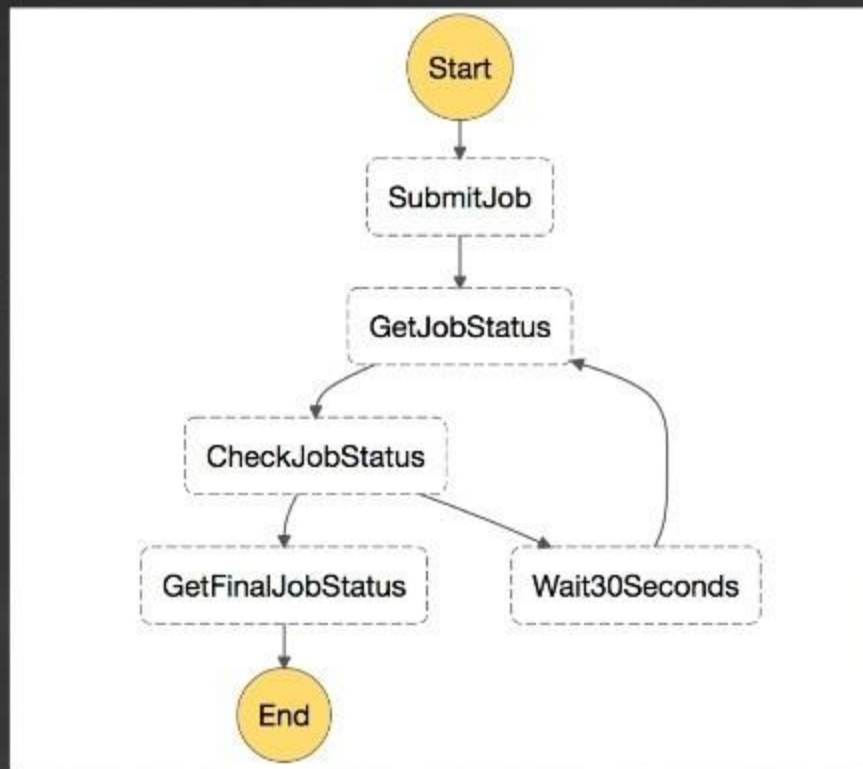 Start
SubmitJob
GetJobStatus
CheckJobStatus
GetFinalJobStatus
Wait30Seconds
End